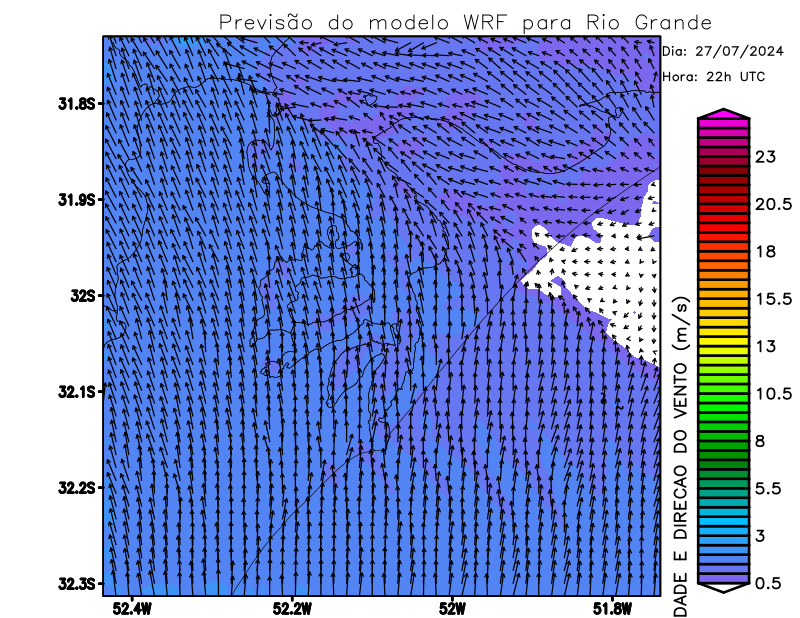 Previsão do modelo WRF para Rio Grande
Dia: 27/07/2024
Hora: 22h UTC
31.8S
31.9S
32S
32.1S
32.2S
32.3S
52.4W
52.2W
52W
51.8W
23
20.5
18
15.5
13
10.5
8
5.5
3
0.5
DADE E DIRECAO DO VENTO (m/s)